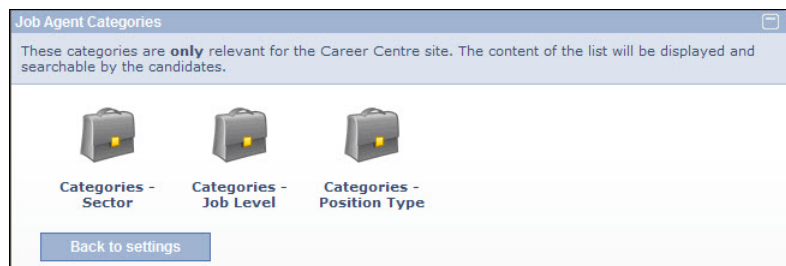 Job Agent Categories
These categories are only relevant for the Career Centre site. The content of the list will be displayed and
searchable by the candidates.
Categories - Categories - Categories -
Sector Job Level Position Type
Back to settings